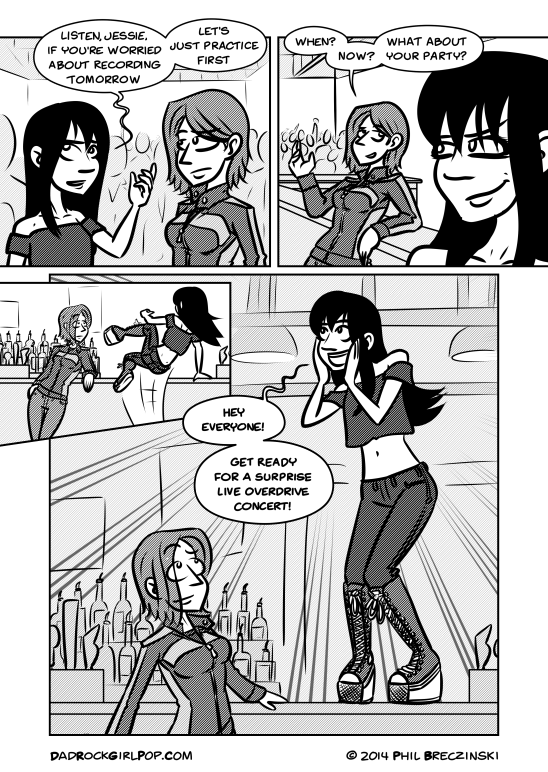 LISTEN, JESSIE,
IF YOU'RE WORRIED
ABOUT RECORDING
TOMORROW
LET'S
JUST PRACTICE
FIRST
WHEN?
NOW?
WHAT ABOUT
YOUR PARTY?
HEY
EVERYONE!
GET READY
FOR A SURPRISE
LIVE OVERDRIVE
CONCERT!
DADROCKGIRLPOP.COM
© 2014 PHIL BRECZINSKI